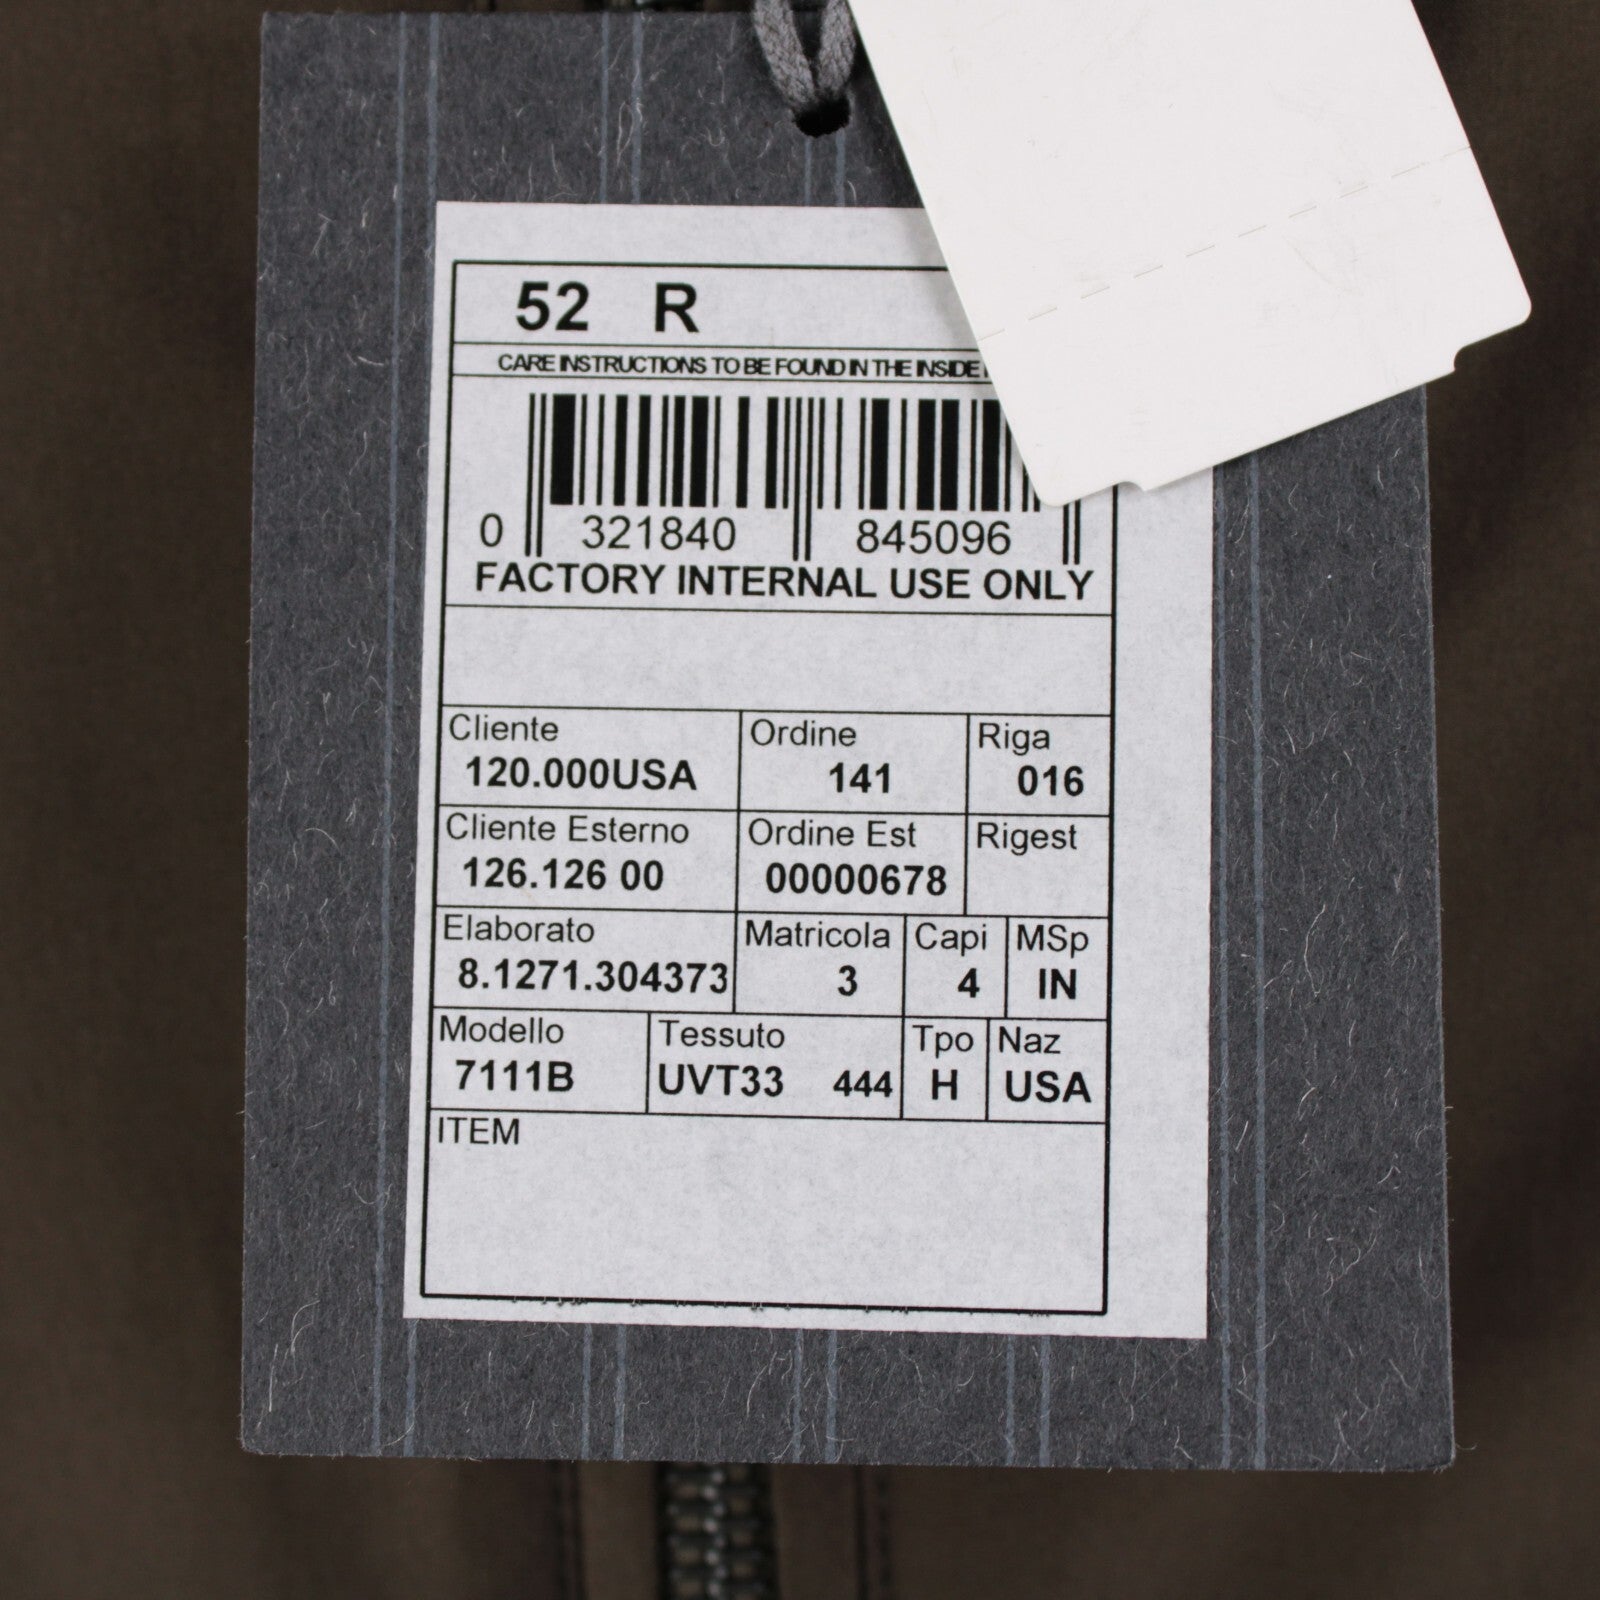 52 R
CARE INSTRUCTIONS TO BE FOUND IN THE INSIDE
0 321840 845096
FACTORY INTERNAL USE ONLY
Cliente Ordine Riga
120.000USA 141 016
Cliente Esterno Ordine Est Rigest
126.126 00 00000678
Elaborato Matricola Capi MSp
8.1271.304373 3 4 IN
Modello Tessuto Tpo Naz
7111B UVT33 444 H USA
ITEM